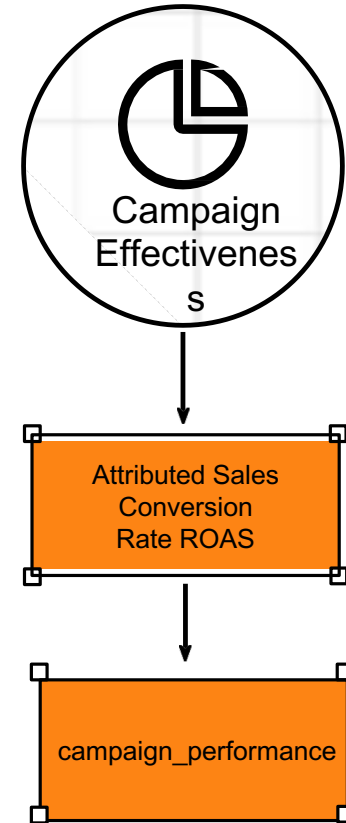 Campaign
Effectivenes
s
Attributed Sales
Conversion
Rate ROAS
campaign_performance